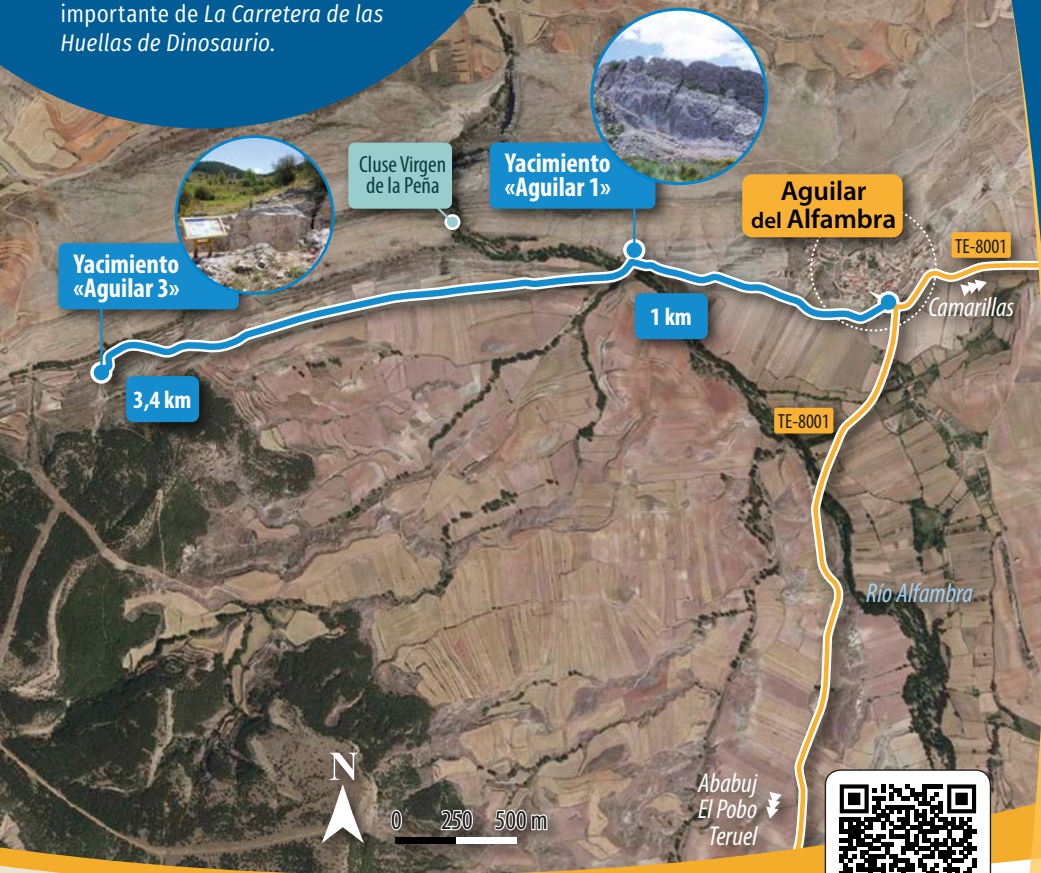 importante de La Carretera de las
Huellas de Dinosaurio.
Cluse Virgen
de la Peña
Yacimiento
«Aguilar 1»
Aguilar
del Alfambra
TE-8001
Camarillas
Yacimiento
«Aguilar 3»
1 km
3,4 km
TE-8001
Río Alfambra
N
0 250 500 m
Ababuj
El Pobo
Teruel